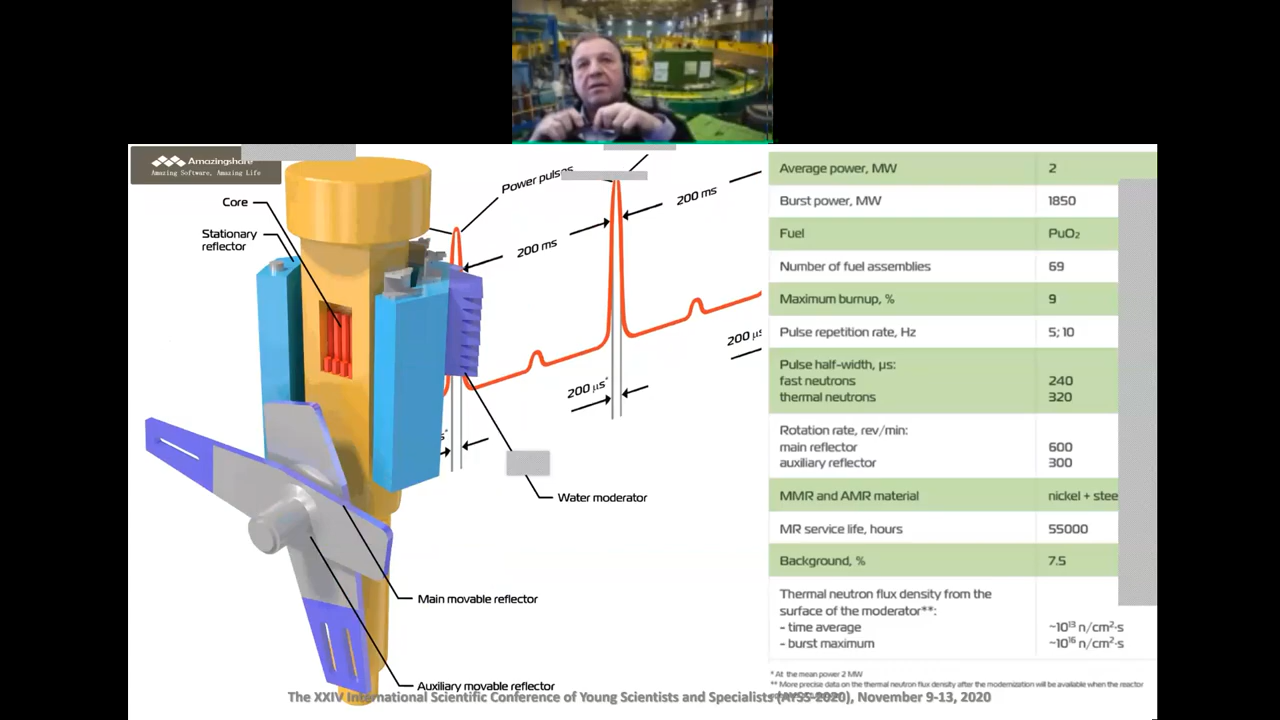 Amazingshare
Amazing Software, Amazing Life
Core
Stationary
reflector
Power pulses
200 ms
200 ms
200 μs*
200 μs
s*
Water moderator
Main movable reflector
Auxiliary movable reflector
Average power, MW 2
Burst power, MW 1850
Fuel PuO₂
Number of fuel assemblies 69
Maximum burnup, % 9
Pulse repetition rate, Hz 5; 10
Pulse half-width, μs:
fast neutrons 240
thermal neutrons 320
Rotation rate, rev/min:
main reflector 600
auxiliary reflector 300
MMR and AMR material nickel + stee
MR service life, hours 55000
Background, % 7.5
Thermal neutron flux density from the
surface of the moderator**:
- time average ~10¹³ n/cm²·s
- burst maximum ~10¹⁶ n/cm²·s
* At the mean power 2 MW
** More precise data on the thermal neutron flux density after the modernization will be available when the reactor
The XXIV International Scientific Conference of Young Scientists and Specialists (AYSS-2020), November 9-13, 2020